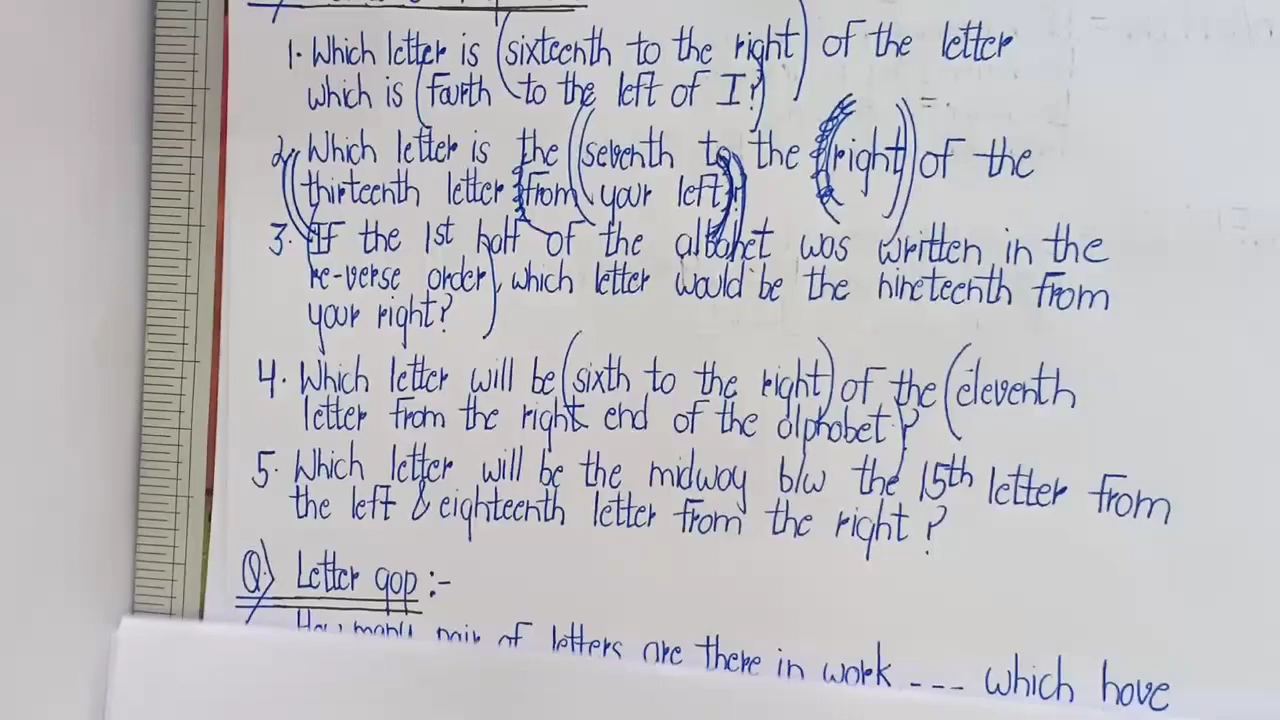 1. Which letter is (sixteenth to the right) of the letter
which is (fourth to the left of I?)
2. Which letter is the (seventh to the (right) of the
(thirteenth letter from your left)?
3. If the 1st half of the alphabet was written in the
re-verse order, which letter would be the nineteenth from
your right?
4. Which letter will be (sixth to the right) of the (eleventh
letter from the right end of the alphabet)?
5. Which letter will be the midway b/w the 15th letter from
the left & eighteenth letter from the right?
Q) Letter gap :-
How many pair of letters are there in work --- which have